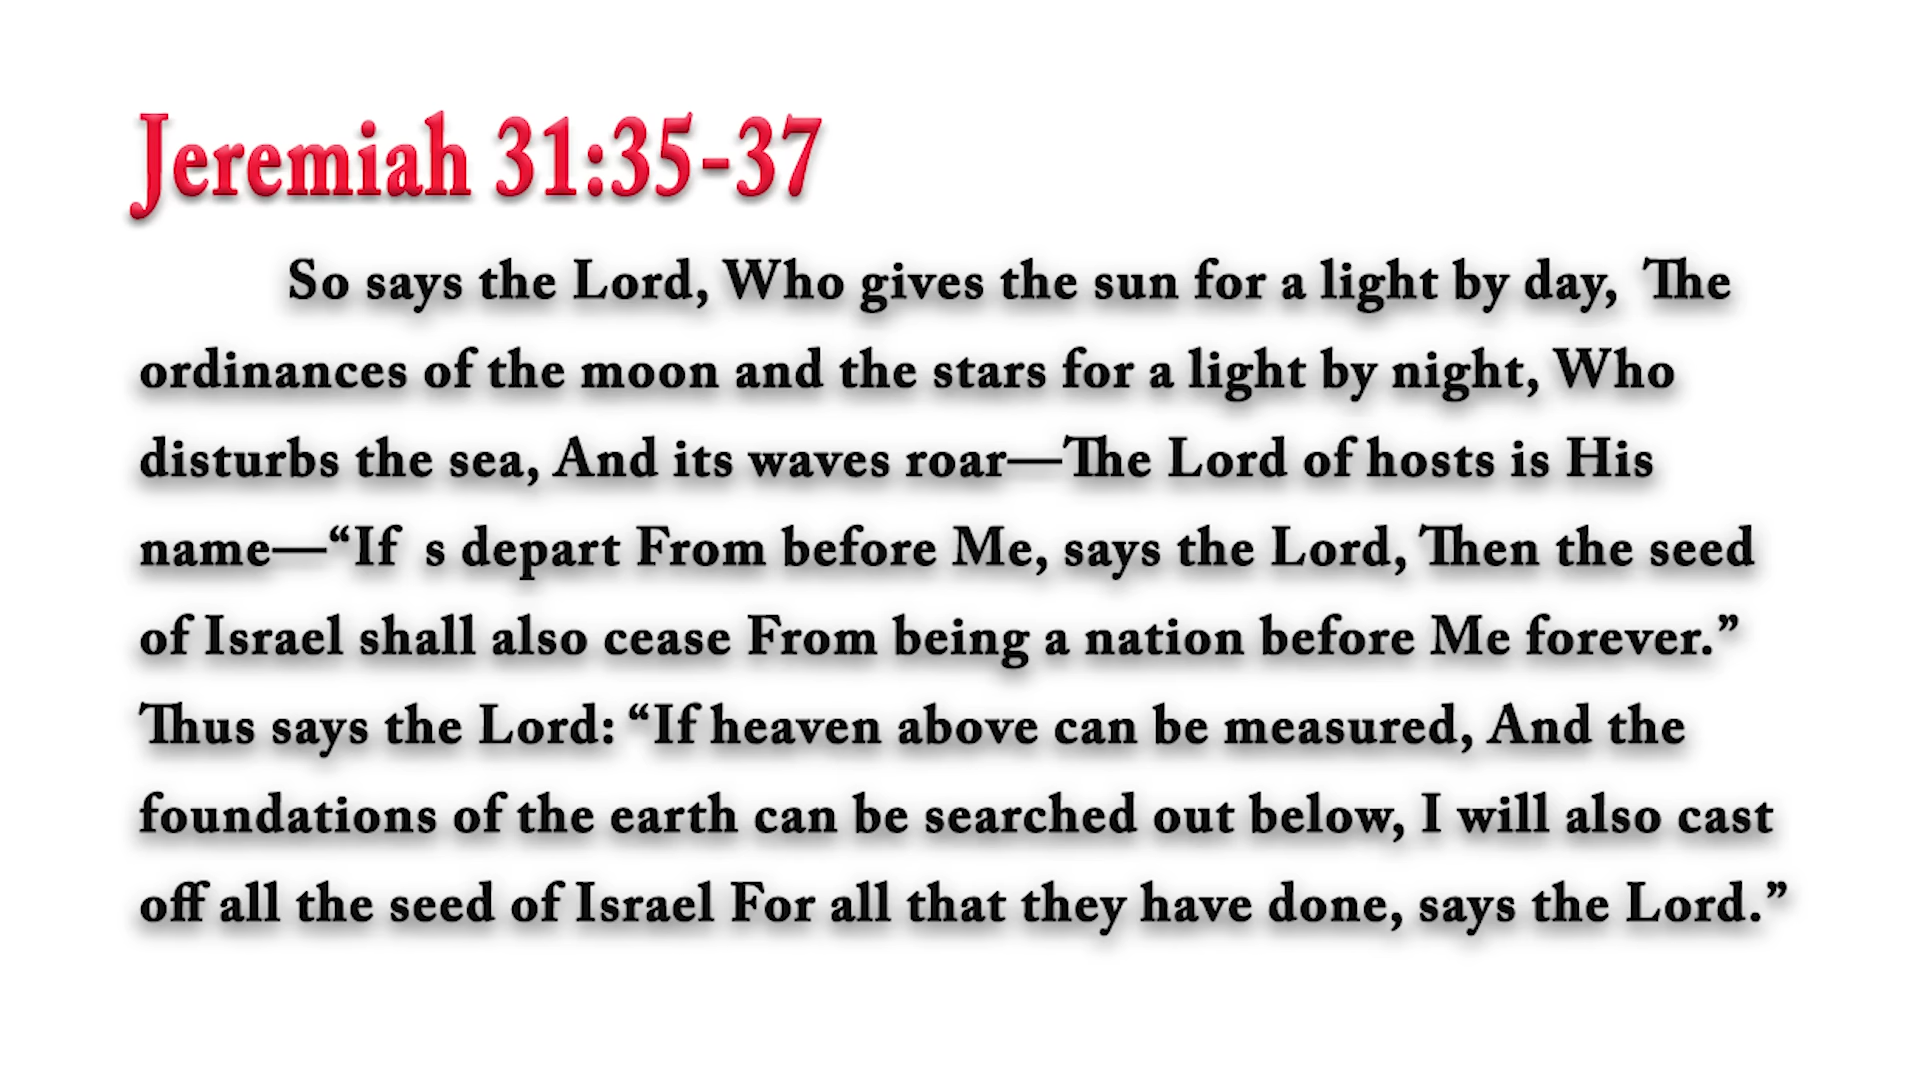 Jeremiah 31:35-37
So says the Lord, Who gives the sun for a light by day, The
ordinances of the moon and the stars for a light by night, Who
disturbs the sea, And its waves roar—The Lord of hosts is His
name—“If s depart From before Me, says the Lord, Then the seed
of Israel shall also cease From being a nation before Me forever.”
Thus says the Lord: “If heaven above can be measured, And the
foundations of the earth can be searched out below, I will also cast
off all the seed of Israel For all that they have done, says the Lord.”